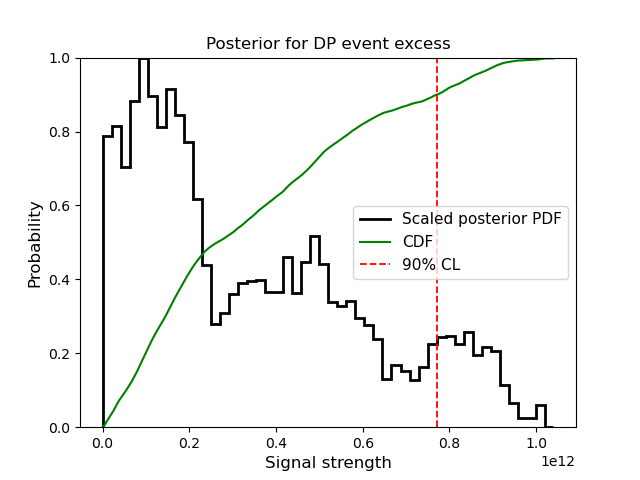 Posterior for DP event excess
Probability
1.0
0.8
0.6
0.4
0.2
0.0
Scaled posterior PDF
CDF
90% CL
0.0 0.2 0.4 0.6 0.8 1.0
1e12
Signal strength